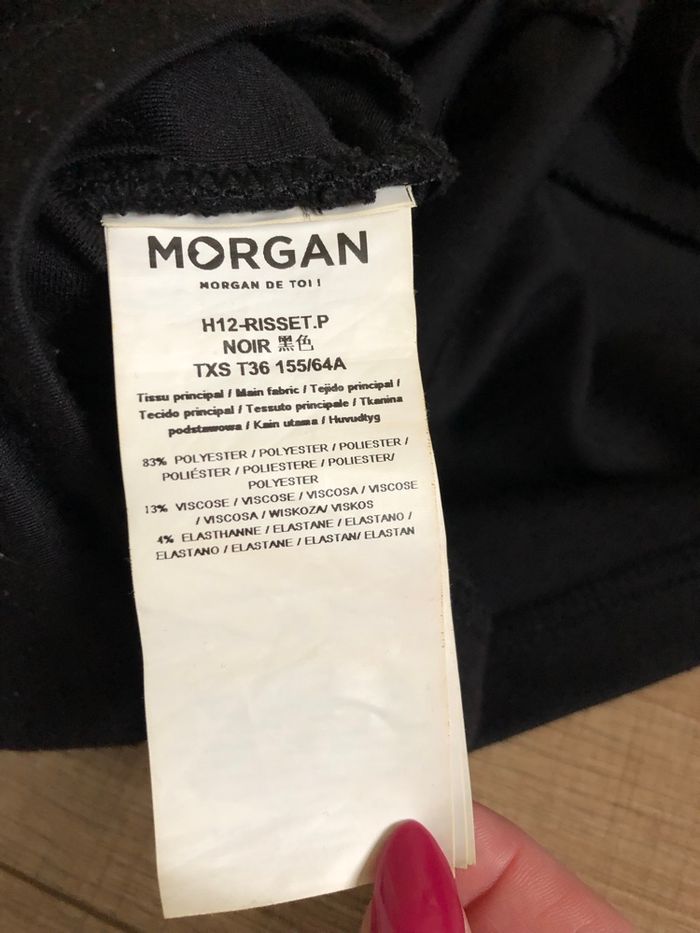 MORGAN
MORGAN DE TOI !
H12-RISSET.P
NOIR 黑色
TXS T36 155/64A
Tissu principal / Main fabric / Tejido principal /
Tecido principal / Tessuto principale / Tkanina
podstawowa / Kain utama / Huvudtyg
83% POLYESTER / POLYESTER / POLIESTER /
POLIÉSTER / POLIESTERE / POLIESTER/
POLYESTER
13% VISCOSE / VISCOSE / VISCOSA / VISCOSE
/ VISCOSA / WISKOZA/ VISKOS
4% ELASTHANNE / ELASTANE / ELASTANO /
ELASTANO / ELASTANE / ELASTAN/ ELASTAN